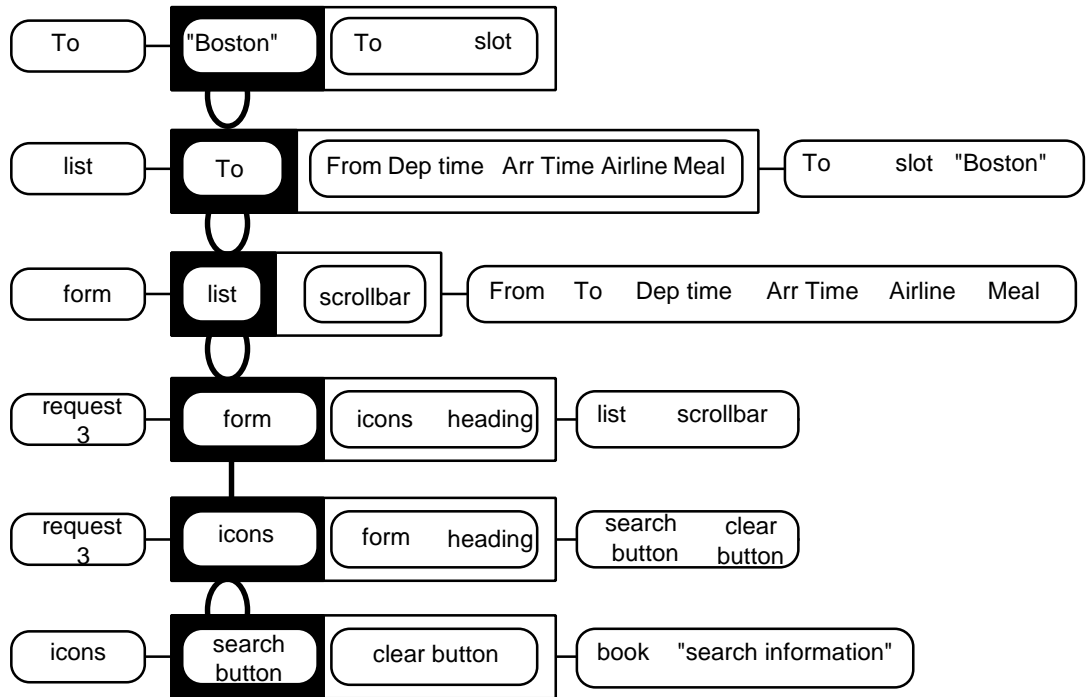 To "Boston" To slot
list To From Dep time Arr Time Airline Meal To slot "Boston"
form list scrollbar From To Dep time Arr Time Airline Meal
request
3
form icons heading list scrollbar
request
3
icons form heading search
button
clear
button
icons search
button
clear button book "search information"